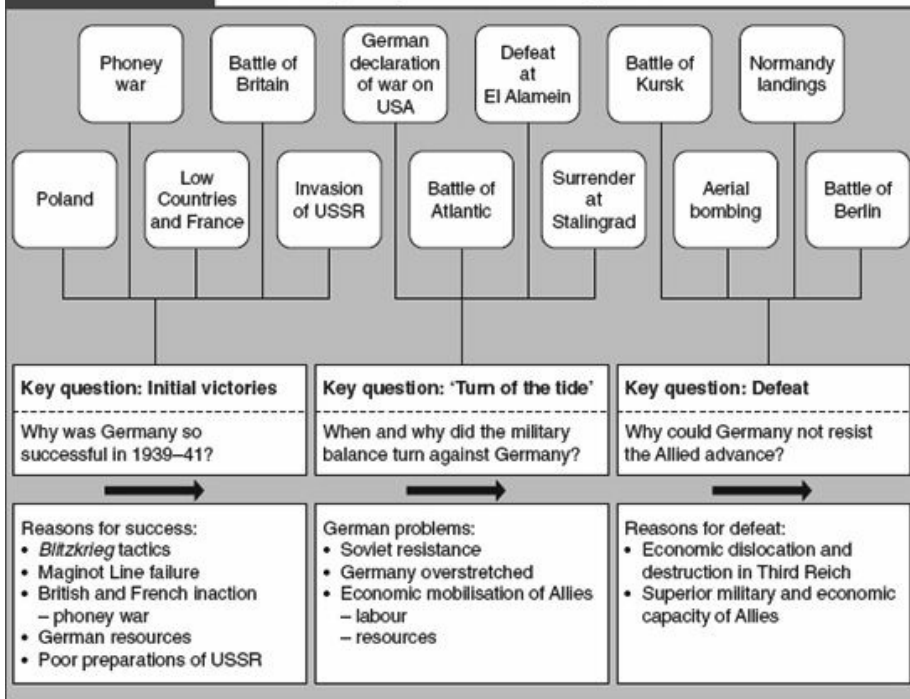 Phoney
war
Battle of
Britain
German
declaration
of war on
USA
Defeat
at
El Alamein
Battle of
Kursk
Normandy
landings
Poland
Low
Countries
and France
Invasion
of USSR
Battle of
Atlantic
Surrender
at
Stalingrad
Aerial
bombing
Battle of
Berlin
Key question: Initial victories
Why was Germany so
successful in 1939–41?
Key question: ‘Turn of the tide’
When and why did the military
balance turn against Germany?
Key question: Defeat
Why could Germany not resist
the Allied advance?
Reasons for success:
• Blitzkrieg tactics
• Maginot Line failure
• British and French inaction
– phoney war
• German resources
• Poor preparations of USSR
German problems:
• Soviet resistance
• Germany overstretched
• Economic mobilisation of Allies
– labour
– resources
Reasons for defeat:
• Economic dislocation and
destruction in Third Reich
• Superior military and economic
capacity of Allies